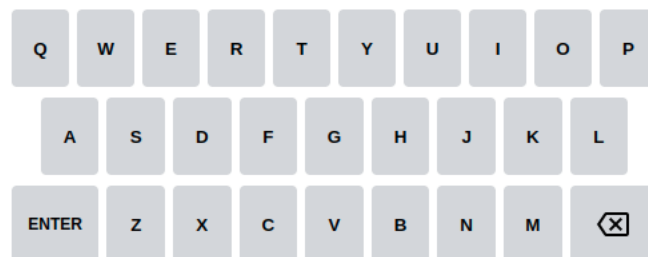 Q W E R T Y U I O P
A S D F G H J K L
ENTER Z X C V B N M